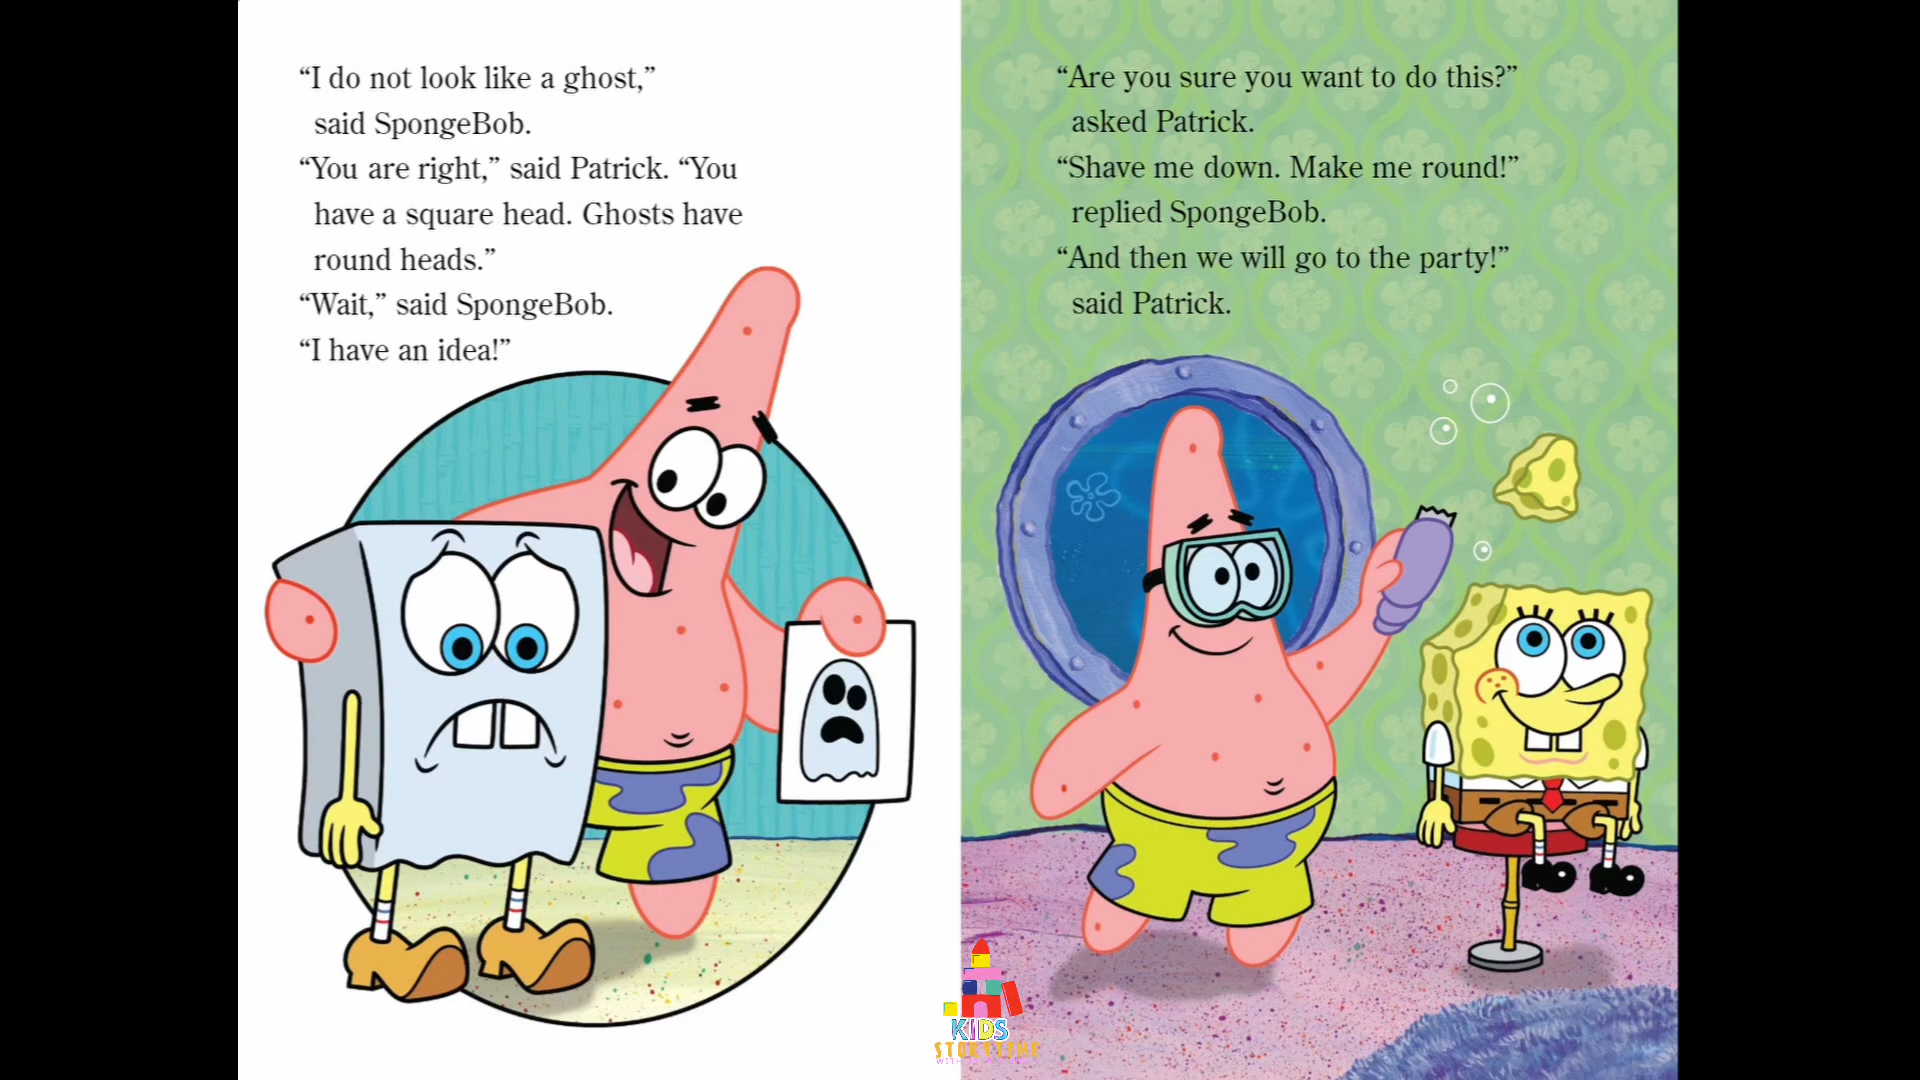 “I do not look like a ghost,”
said SpongeBob.
“You are right,” said Patrick. “You
have a square head. Ghosts have
round heads.”
“Wait,” said SpongeBob.
“I have an idea!”
“Are you sure you want to do this?”
asked Patrick.
“Shave me down. Make me round!”
replied SpongeBob.
“And then we will go to the party!”
said Patrick.
KIDS
STORYTIME